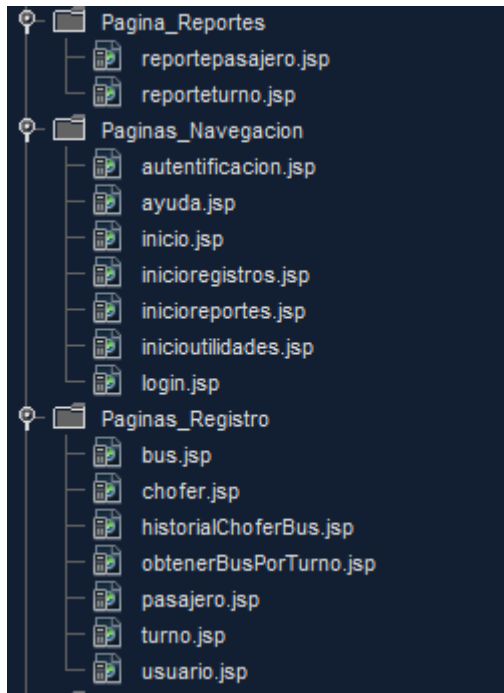 Pagina_Reportes
reportepasajero.jsp
reporteturno.jsp
Paginas_Navegacion
autentificacion.jsp
ayuda.jsp
inicio.jsp
inicioregistros.jsp
inicioreportes.jsp
inicioutilidades.jsp
login.jsp
Paginas_Registro
bus.jsp
chofer.jsp
historialChoferBus.jsp
obtenerBusPorTurno.jsp
pasajero.jsp
turno.jsp
usuario.jsp